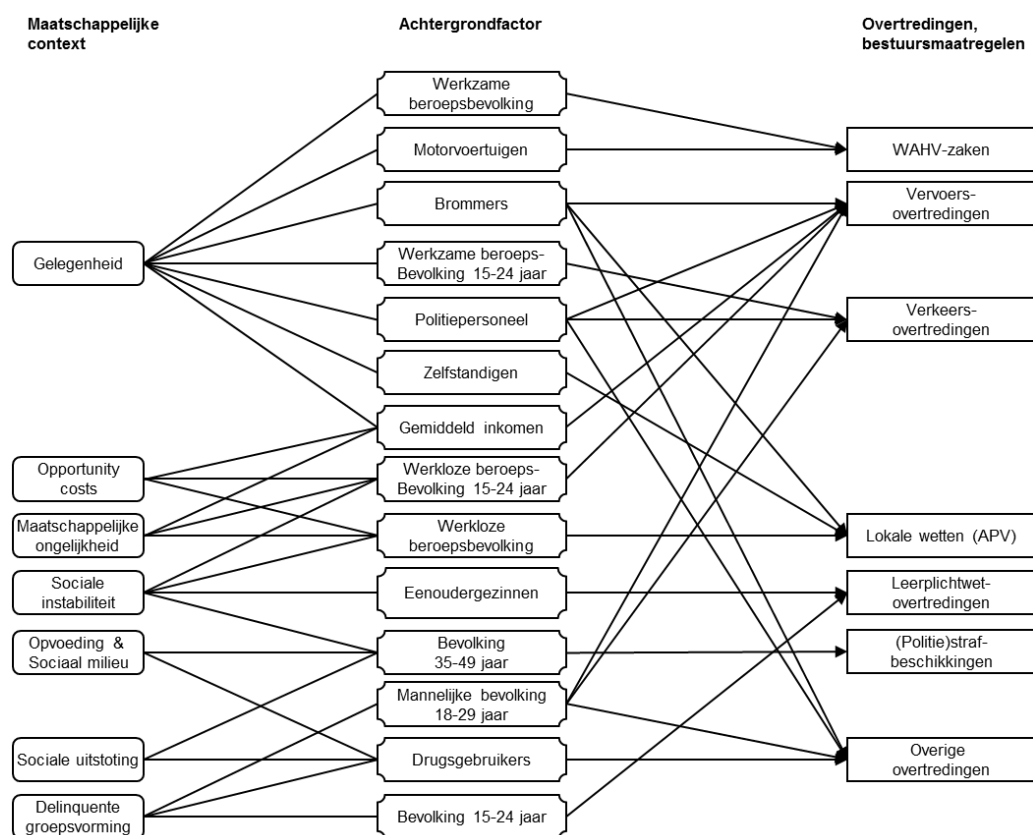 Maatschappelijke
context
Achtergrondfactor
Overtredingen,
bestuursmaatregelen
Gelegenheid
Opportunity
costs
Maatschappelijke
ongelijkheid
Sociale
instabiliteit
Opvoeding &
Sociaal milieu
Sociale uitstoting
Delinquente
groepsvorming
Werkzame
beroepsbevolking
Motorvoertuigen
Brommers
Werkzame beroeps-
Bevolking 15-24 jaar
Politiepersoneel
Zelfstandigen
Gemiddeld inkomen
Werkloze beroeps-
Bevolking 15-24 jaar
Werkloze
beroepsbevolking
Eenoudergezinnen
Bevolking
35-49 jaar
Mannelijke bevolking
18-29 jaar
Drugsgebruikers
Bevolking 15-24 jaar
WAHV-zaken
Vervoers-
overtredingen
Verkeers-
overtredingen
Lokale wetten (APV)
Leerplichtwet-
overtredingen
(Politie)straf-
beschikkingen
Overige
overtredingen